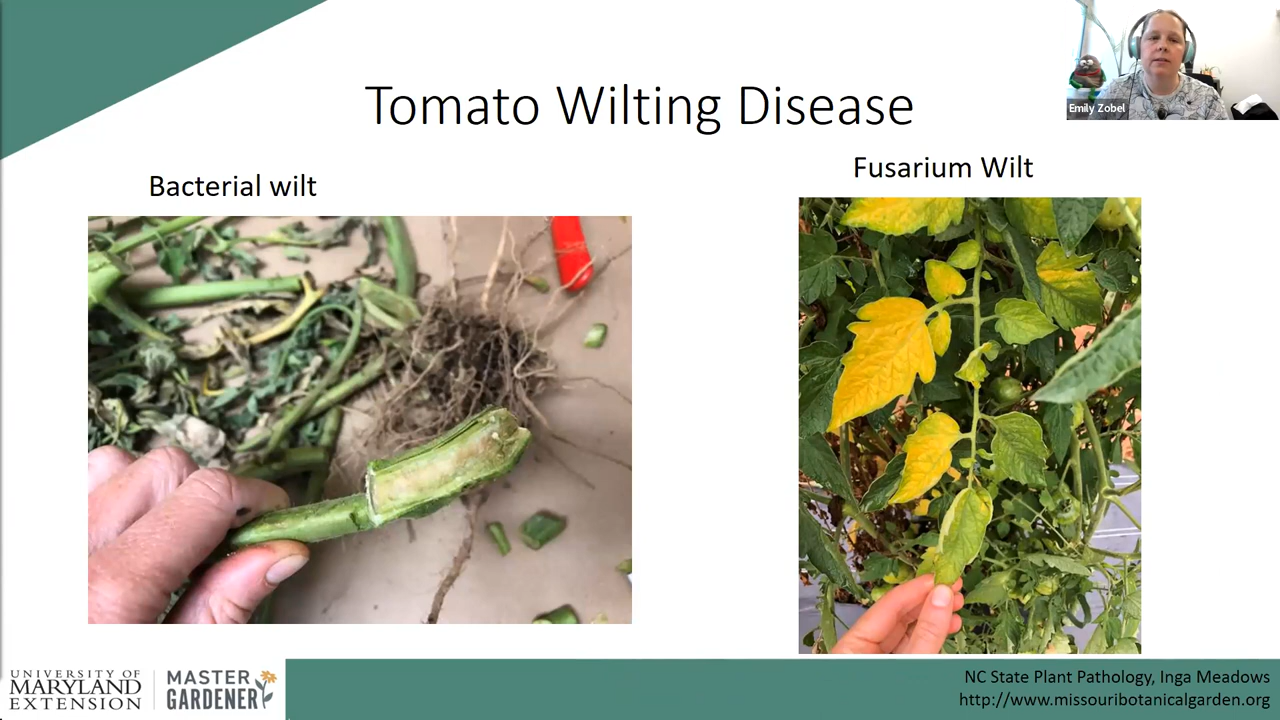 Emily Zobel
Tomato Wilting Disease
Bacterial wilt
Fusarium Wilt
UNIVERSITY OF
MARYLAND
EXTENSION
MASTER
GARDENER
NC State Plant Pathology, Inga Meadows
http://www.missouribotanicalgarden.org